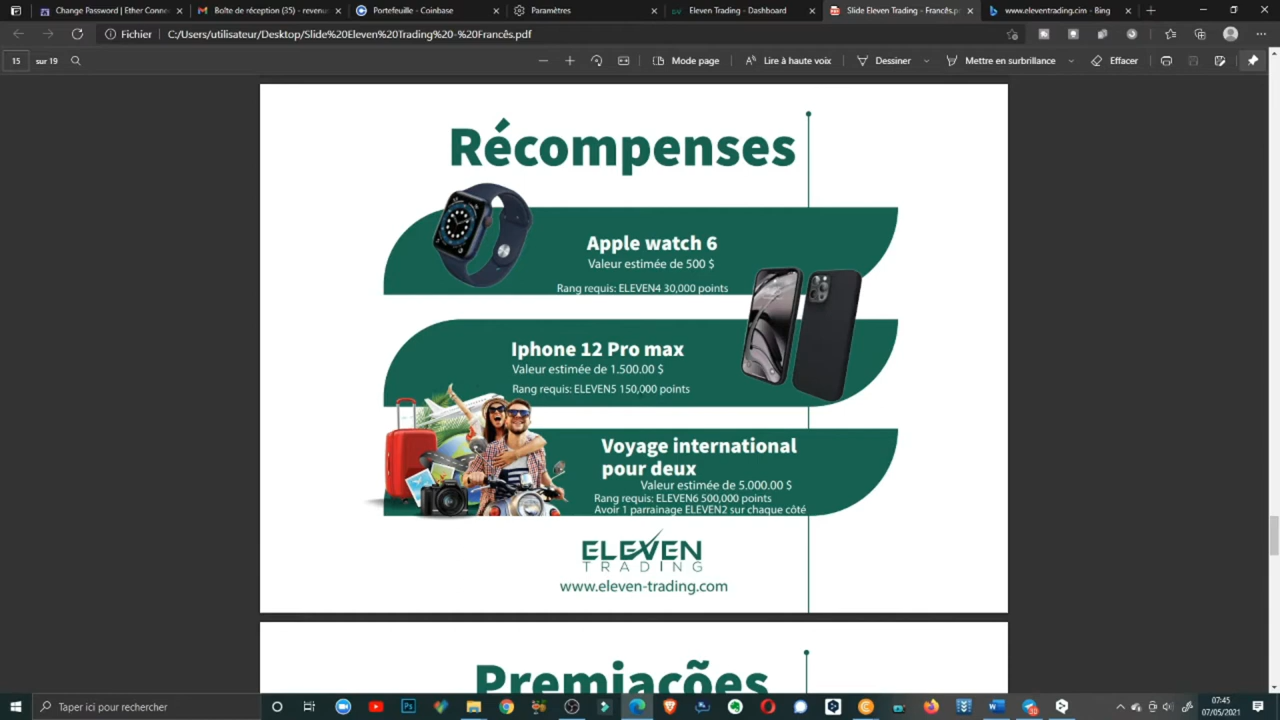 Change Password | Ether Conne
Boîte de réception (35) - revenu
Portefeuille - Coinbase
Paramètres
Eleven Trading - Dashboard
Slide Eleven Trading - Francês.p
www.eleventrading.cim - Bing
Fichier
C:/Users/utilisateur/Desktop/Slide%20Eleven%20Trading%20-%20Francês.pdf
15 sur 19
Mode page
Lire à haute voix
Dessiner
Mettre en surbrillance
Effacer
Récompenses
Apple watch 6
Valeur estimée de 500 $
Rang requis: ELEVEN4 30,000 points
Iphone 12 Pro max
Valeur estimée de 1.500.00 $
Rang requis: ELEVEN5 150,000 points
Voyage international
pour deux
Valeur estimée de 5.000.00 $
Rang requis: ELEVEN6 500,000 points
Avoir 1 parrainage ELEVEN2 sur chaque côté
ELEVEN
TRADING
www.eleven-trading.com
Premiações
Taper ici pour rechercher
07:45
07/05/2021